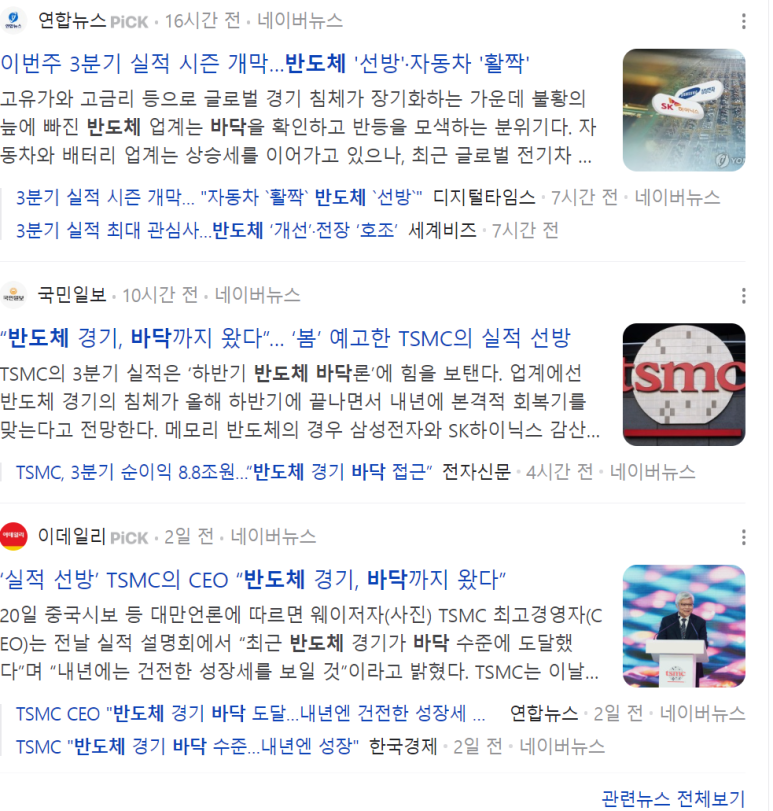 연합뉴스 PiCK · 16시간 전 · 네이버뉴스
이번주 3분기 실적 시즌 개막...반도체 '선방'·자동차 '활짝'
고유가와 고금리 등으로 글로벌 경기 침체가 장기화하는 가운데 불황의
늪에 빠진 반도체 업계는 바닥을 확인하고 반등을 모색하는 분위기다. 자
동차와 배터리 업계는 상승세를 이어가고 있으나, 최근 글로벌 전기차 ...
SK
3분기 실적 시즌 개막... "자동차 `활짝` 반도체 `선방`" 디지털타임스 · 7시간 전 · 네이버뉴스
3분기 실적 최대 관심사...반도체 ‘개선’·전장 ‘호조’ 세계비즈 · 7시간 전
국민일보 · 10시간 전 · 네이버뉴스
“반도체 경기, 바닥까지 왔다”… ‘봄’ 예고한 TSMC의 실적 선방
TSMC의 3분기 실적은 ‘하반기 반도체 바닥론’에 힘을 보탠다. 업계에선
반도체 경기의 침체가 올해 하반기에 끝나면서 내년에 본격적 회복기를
맞는다고 전망한다. 메모리 반도체의 경우 삼성전자와 SK하이닉스 감산...
tsmc
TSMC, 3분기 순이익 8.8조원…“반도체 경기 바닥 접근” 전자신문 · 4시간 전 · 네이버뉴스
이데일리 PiCK · 2일 전 · 네이버뉴스
‘실적 선방’ TSMC의 CEO “반도체 경기, 바닥까지 왔다”
20일 중국시보 등 대만언론에 따르면 웨이저자(사진) TSMC 최고경영자(C
EO)는 전날 실적 설명회에서 “최근 반도체 경기가 바닥 수준에 도달했
다”며 “내년에는 건전한 성장세를 보일 것”이라고 밝혔다. TSMC는 이날...
tsmc
TSMC CEO "반도체 경기 바닥 도달...내년엔 건전한 성장세 ... 연합뉴스 · 2일 전 · 네이버뉴스
TSMC "반도체 경기 바닥 수준...내년엔 성장" 한국경제 · 2일 전 · 네이버뉴스
관련뉴스 전체보기